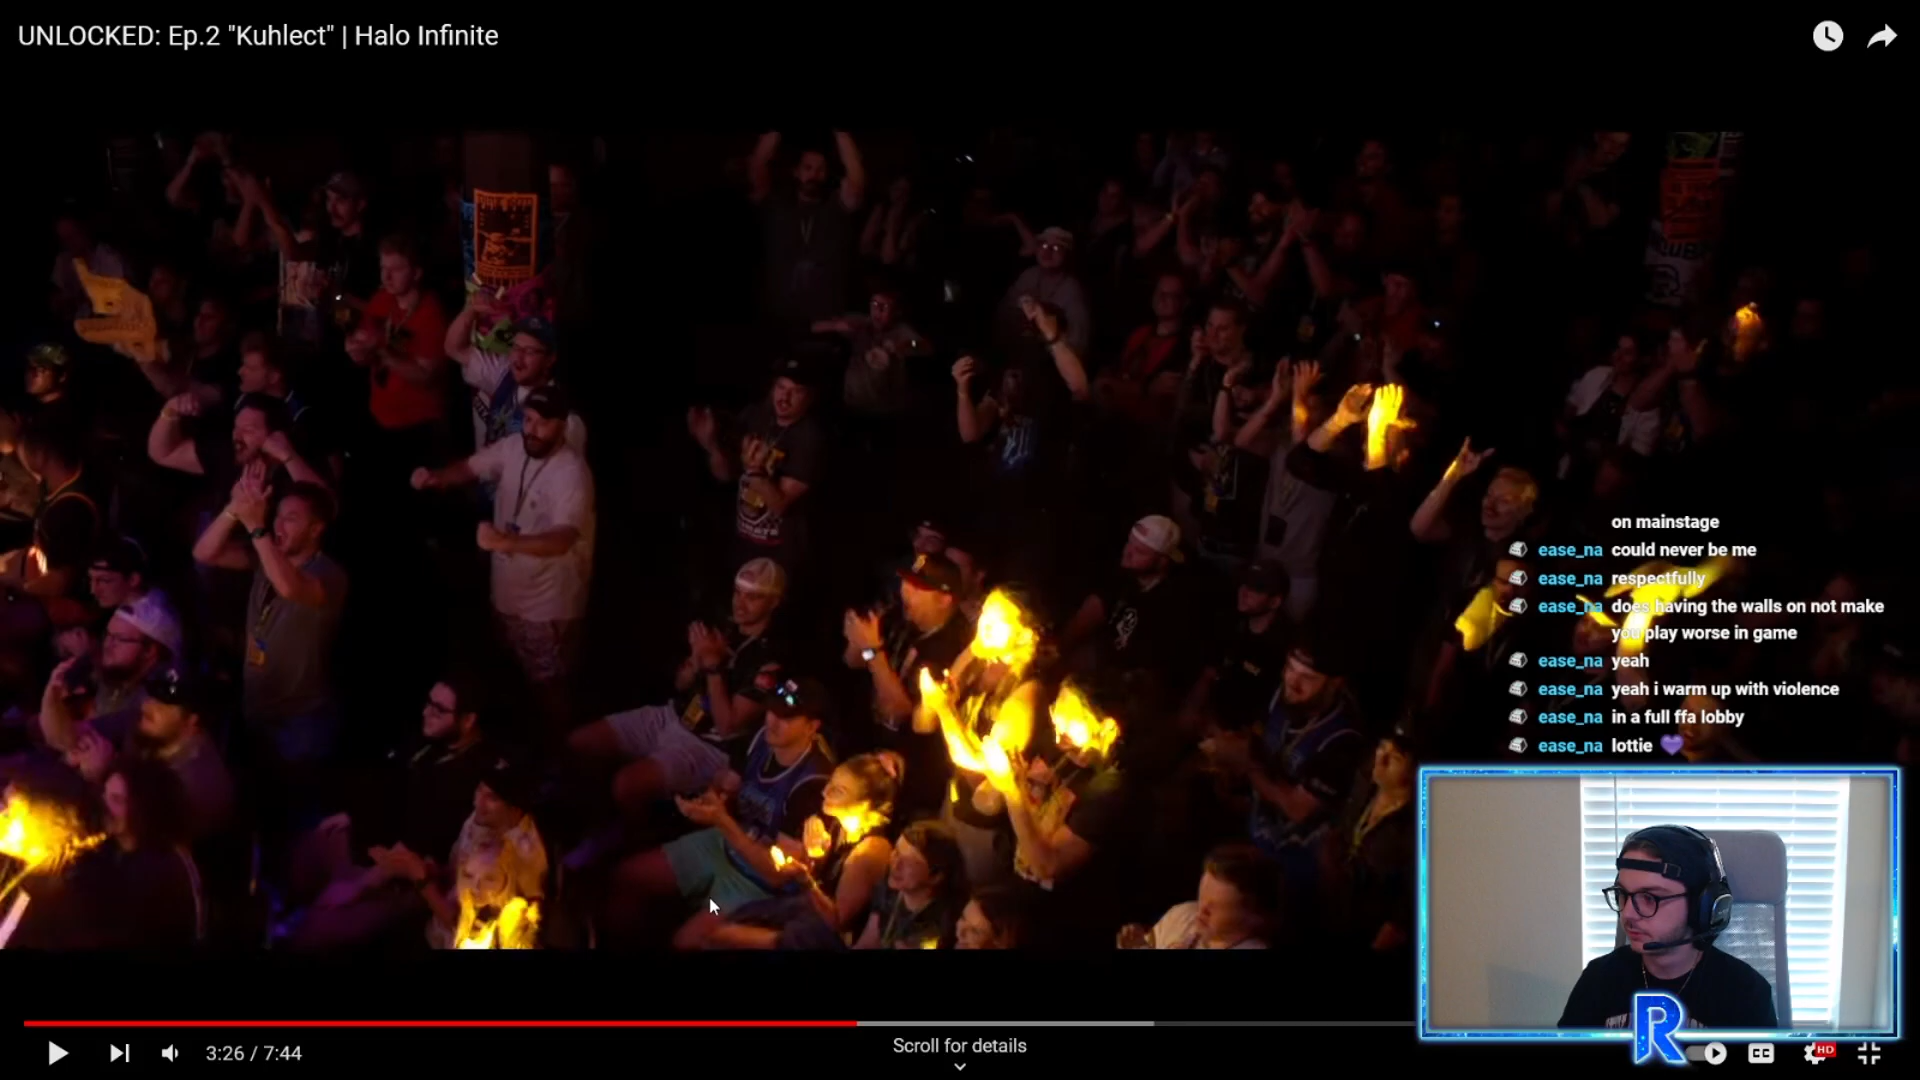 UNLOCKED: Ep.2 "Kuhlect" | Halo Infinite
on mainstage
ease_na could never be me
ease_na respectfully
ease_na does having the walls on not make
you play worse in game
ease_na yeah
ease_na yeah i warm up with violence
ease_na in a full ffa lobby
ease_na lottie
R
3:26 / 7:44
Scroll for details
CC
HD